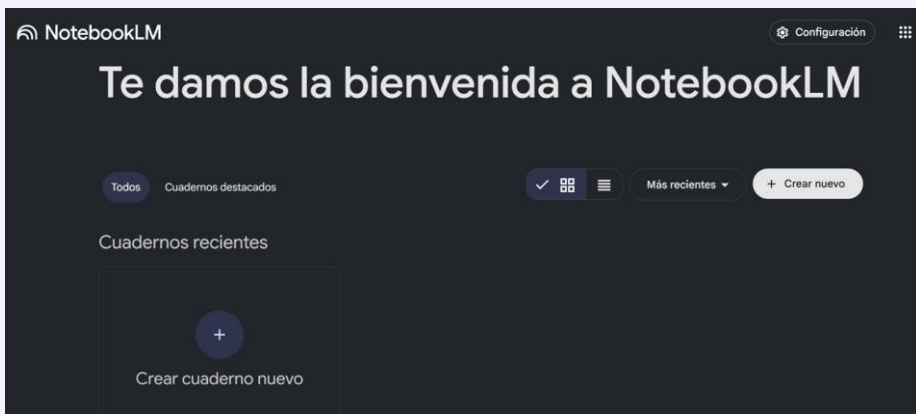 NotebookLM
Configuración
Te damos la bienvenida a NotebookLM
Todos
Cuadernos destacados
Más recientes
+ Crear nuevo
Cuadernos recientes
+
Crear cuaderno nuevo